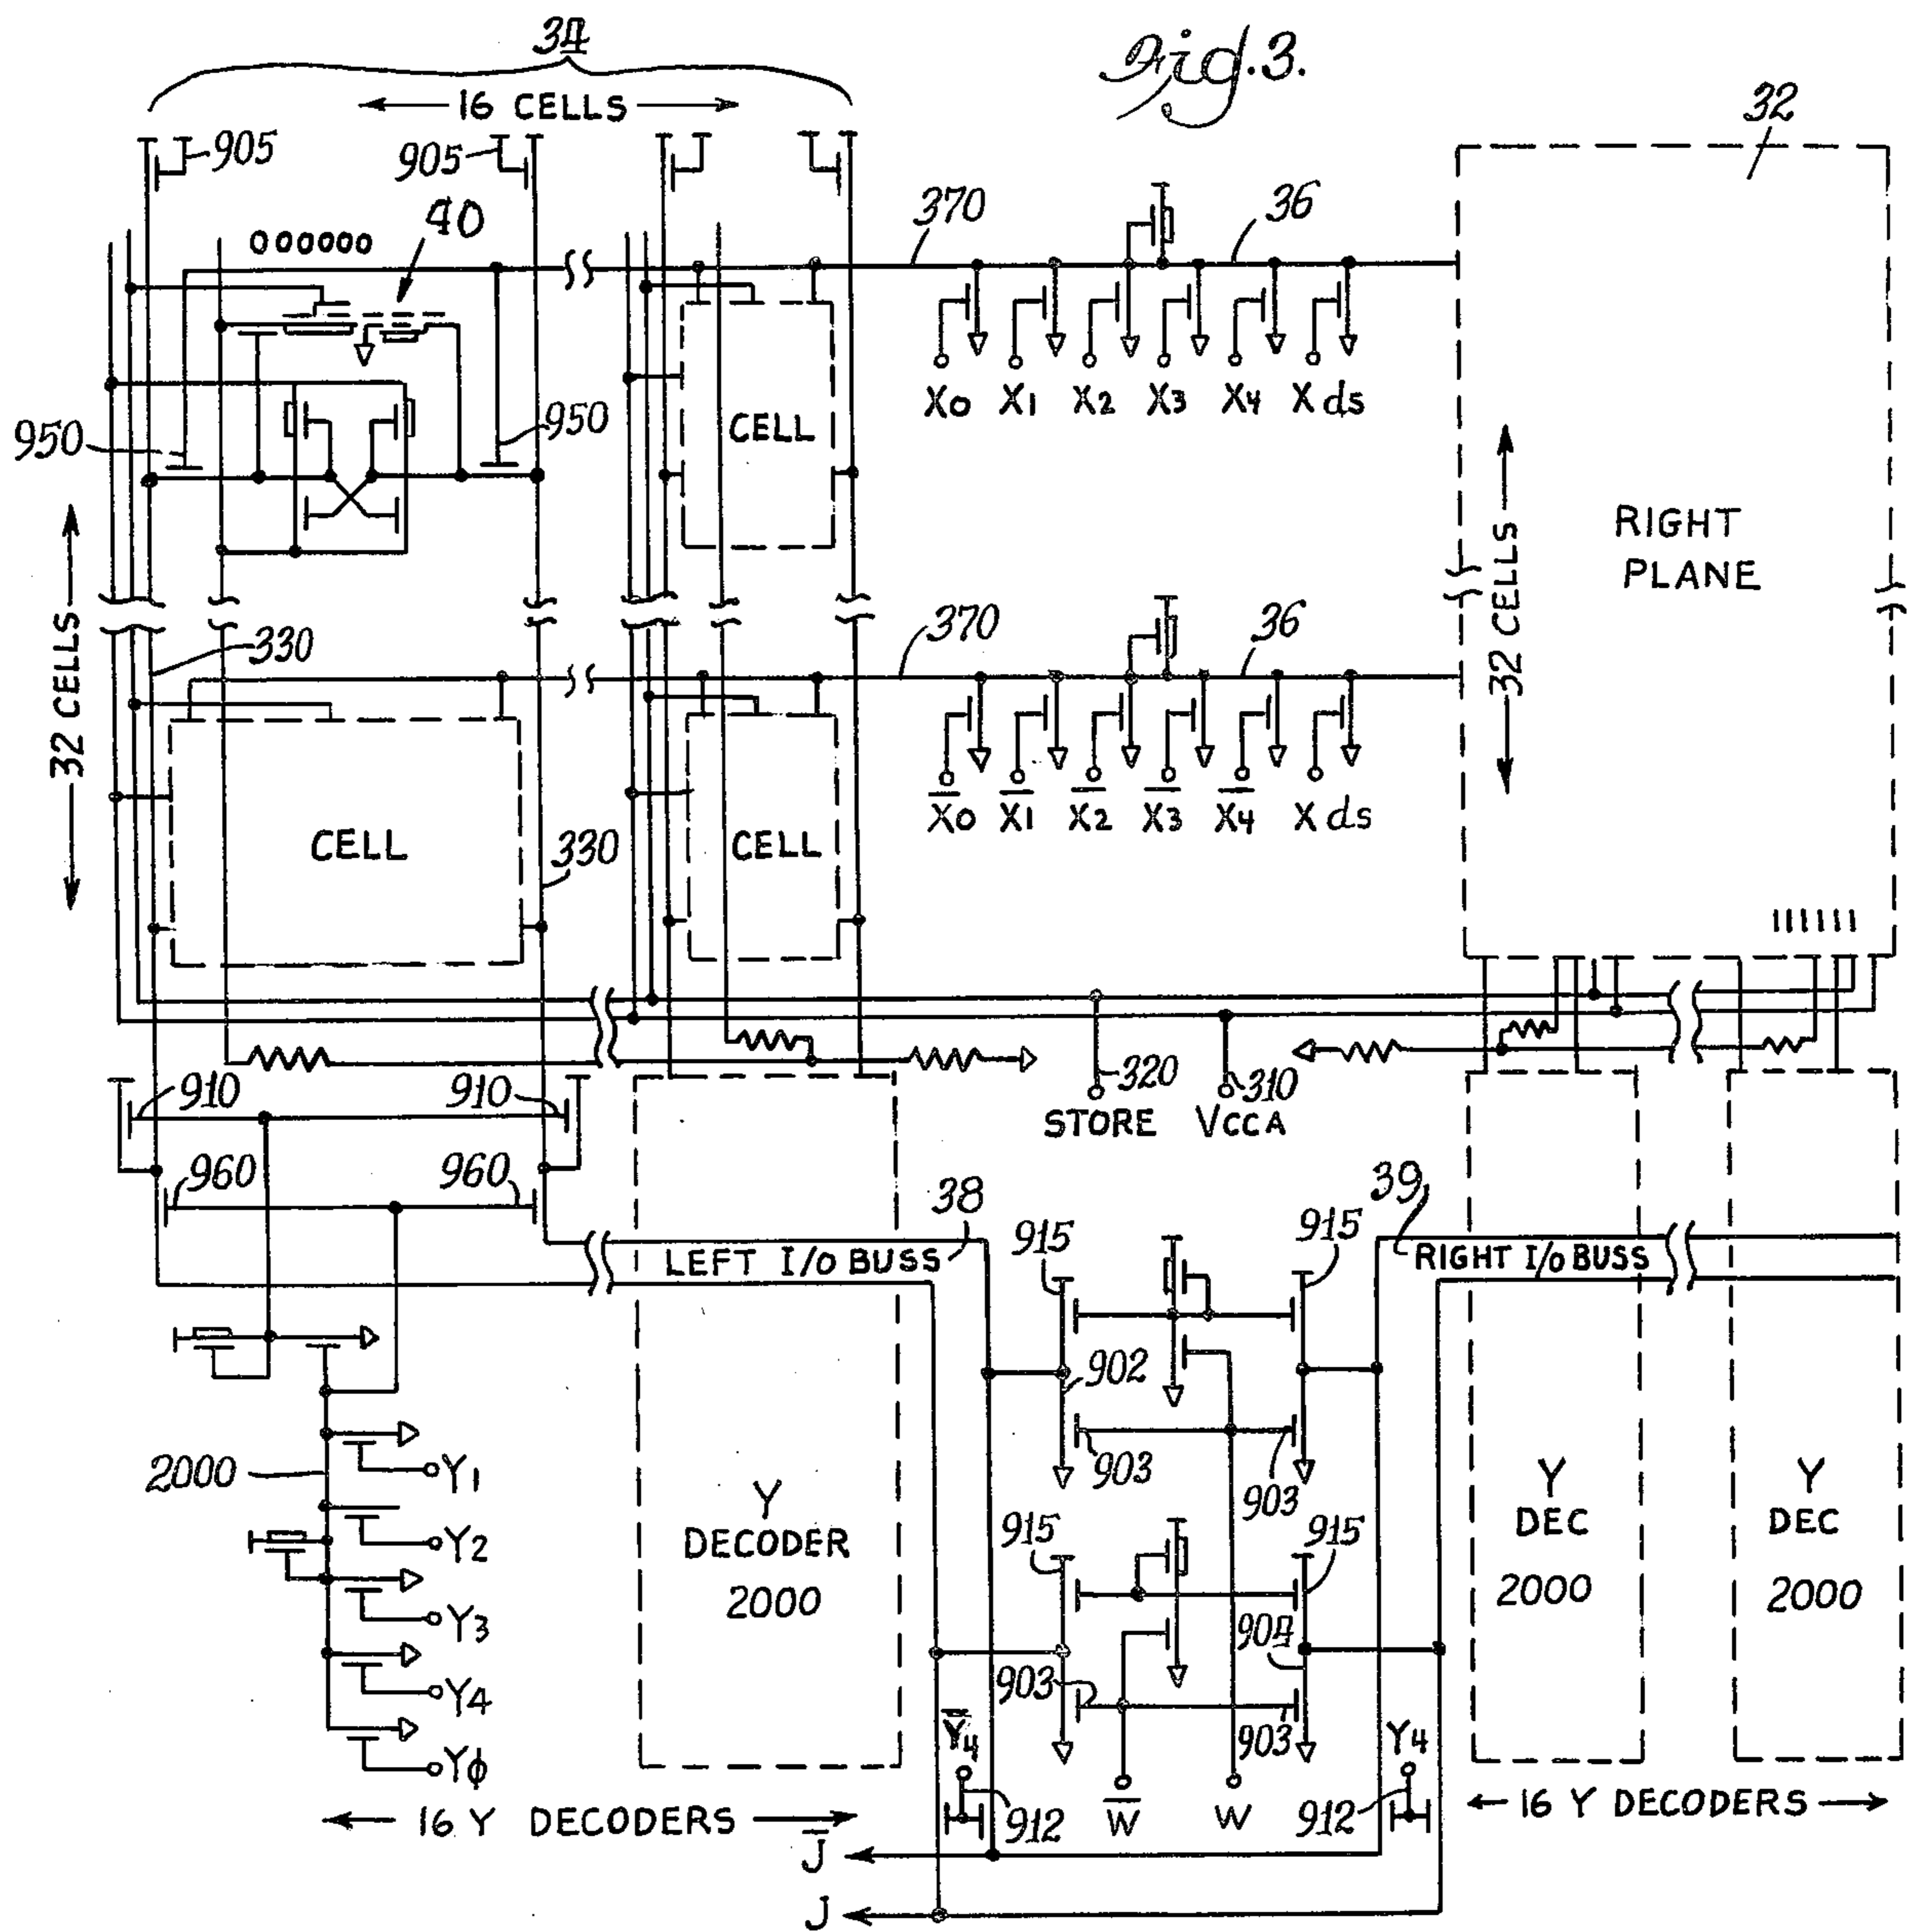 34
Fig. 3.
← 16 CELLS →
32
905
905
40
000000
370
36
X0 X1 X2 X3 X4 X ds
950
950
CELL
RIGHT PLANE
← 32 CELLS →
← 32 CELLS →
330
370
36
X̅0 X̅1 X̅2 X̅3 X̅4 X ds
CELL
330
CELL
111111
910
910
320
310
STORE VCCA
960
960
38
915
915
39
LEFT I/O BUSS
RIGHT I/O BUSS
902
903
903
2000
Y1
Y2
Y3
Y4
Yϕ
Y DECODER 2000
915
915
904
903
903
Y DEC 2000
Y DEC 2000
Y̅4
Y4
912
W̅
W
912
← 16 Y DECODERS →
← 16 Y DECODERS →
J̅
J